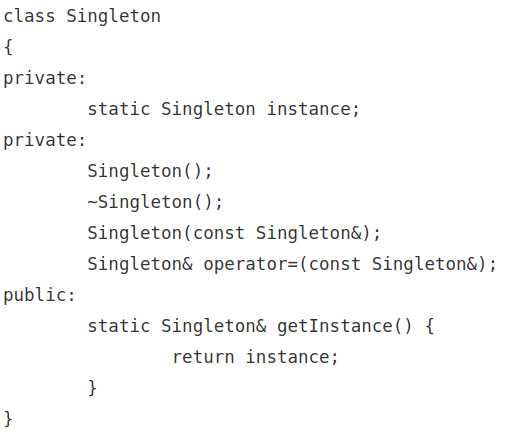 class Singleton
{
private:
        static Singleton instance;
private:
        Singleton();
        ~Singleton();
        Singleton(const Singleton&);
        Singleton& operator=(const Singleton&);
public:
        static Singleton& getInstance() {
                return instance;
        }
}